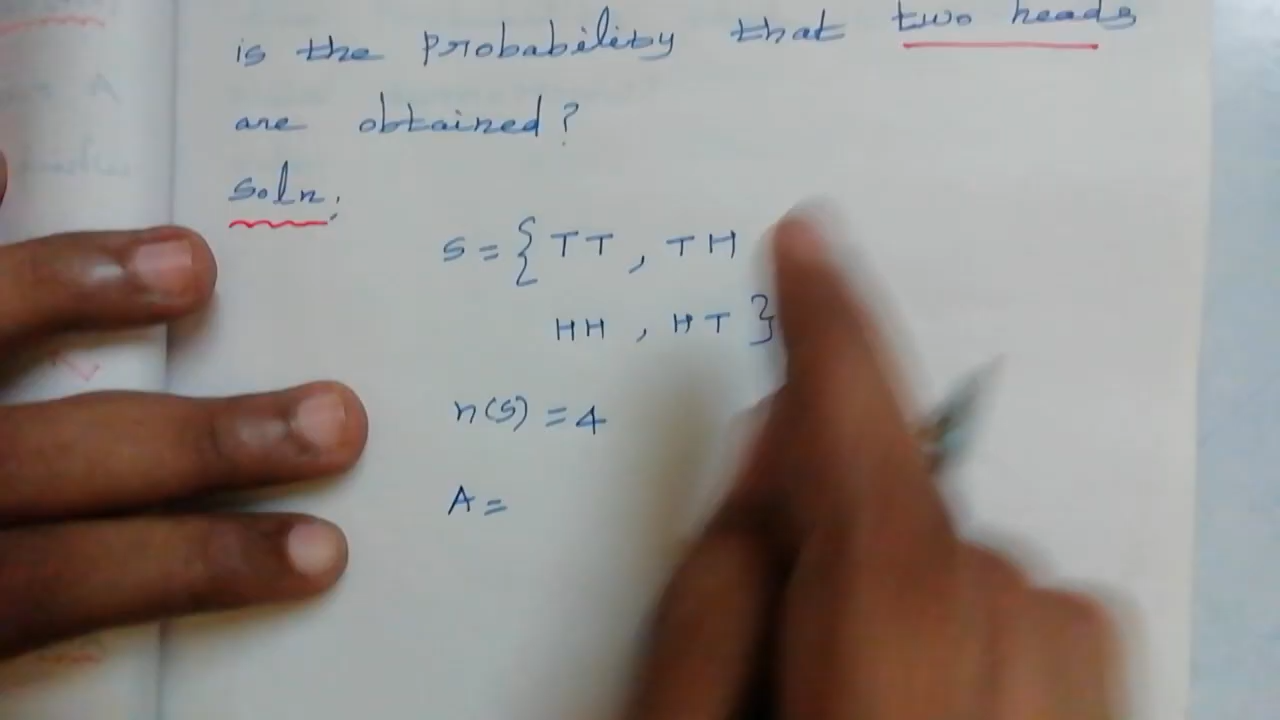 is the probability that two heads
are obtained?
Soln:
S = { TT , TH
HH , HT }
n(S) = 4
A =